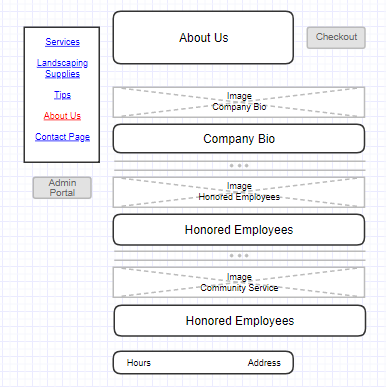 About Us
Checkout
Services
Landscaping
Supplies
Tips
About Us
Contact Page
Admin
Portal
Image
Company Bio
Company Bio
Image
Honored Employees
Honored Employees
Image
Community Service
Honored Employees
Hours Address